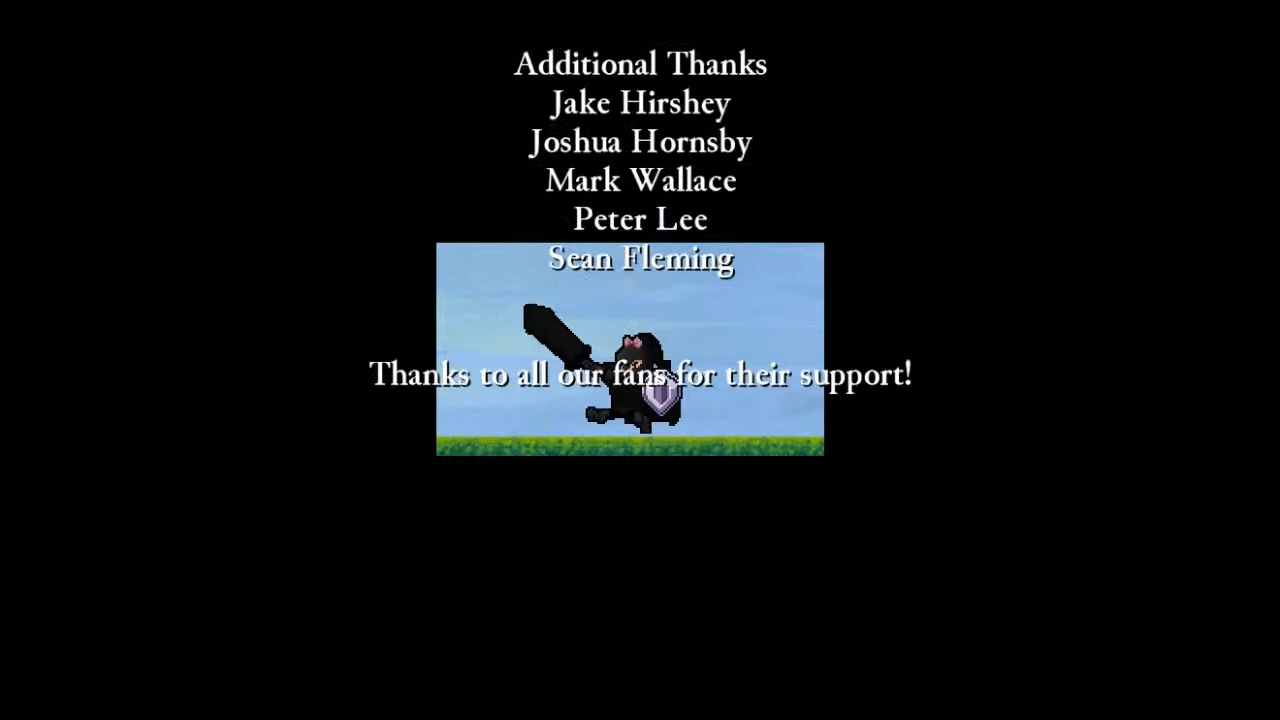 Additional Thanks
Jake Hirshey
Joshua Hornsby
Mark Wallace
Peter Lee
Sean Fleming
Thanks to all our fans for their support!